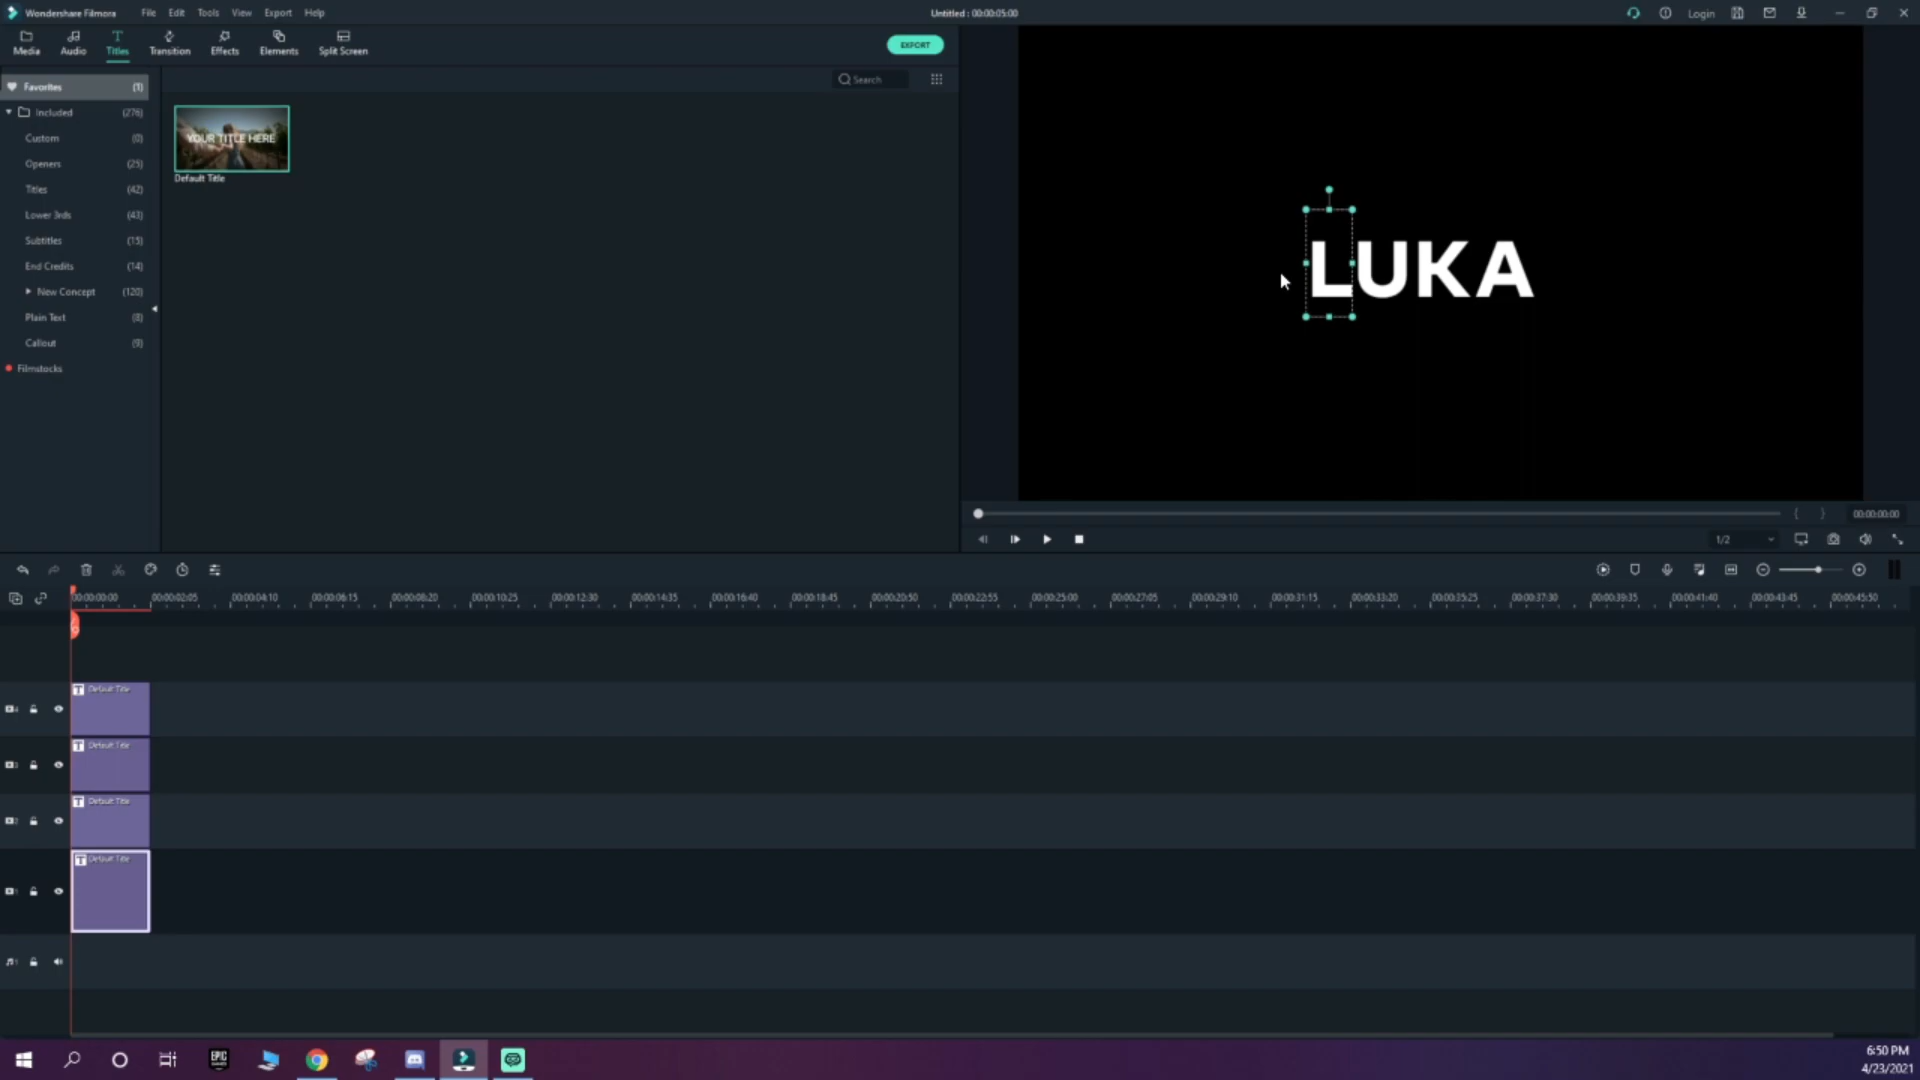 Wondershare Filmora File Edit Tools View Export Help
Untitled : 00:00:05:00
Login
Media Audio Titles Transition Effects Elements Split Screen
EXPORT
Favorites (1)
Included (276)
Custom (0)
Openers (25)
Titles (42)
Lower 3rds (43)
Subtitles (15)
End Credits (14)
New Concept (120)
Plain Text (8)
Callout (9)
Filmstocks
Search
YOUR TITLE HERE
Default Title
LUKA
00:00:00:00
1/2
00:00:00:00 00:00:02:05 00:00:04:10 00:00:06:15 00:00:08:20 00:00:10:25 00:00:12:30 00:00:14:35 00:00:16:40 00:00:18:45 00:00:20:50 00:00:22:55 00:00:25:00 00:00:27:05 00:00:29:10 00:00:31:15 00:00:33:20 00:00:35:25 00:00:37:30 00:00:39:35 00:00:41:40 00:00:43:45 00:00:45:50
Default Title
Default Title
Default Title
Default Title
EPIC
6:50 PM
4/23/2021